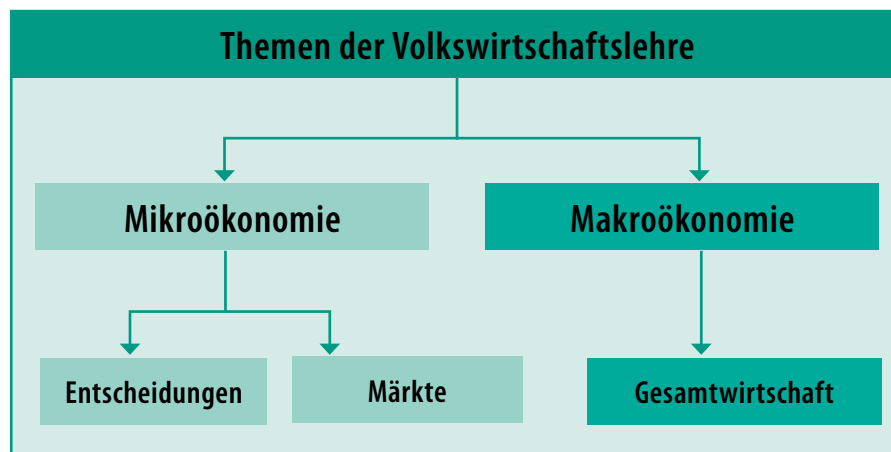 Themen der Volkswirtschaftslehre
Mikroökonomie
Makroökonomie
Entscheidungen
Märkte
Gesamtwirtschaft